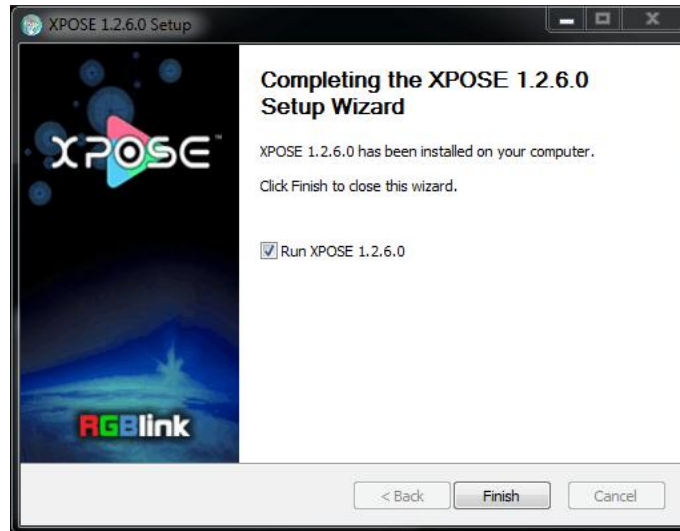 XPOSE 1.2.6.0 Setup
XPOSE™
RGBlink
Completing the XPOSE 1.2.6.0
Setup Wizard
XPOSE 1.2.6.0 has been installed on your computer.
Click Finish to close this wizard.
Run XPOSE 1.2.6.0
< Back
Finish
Cancel